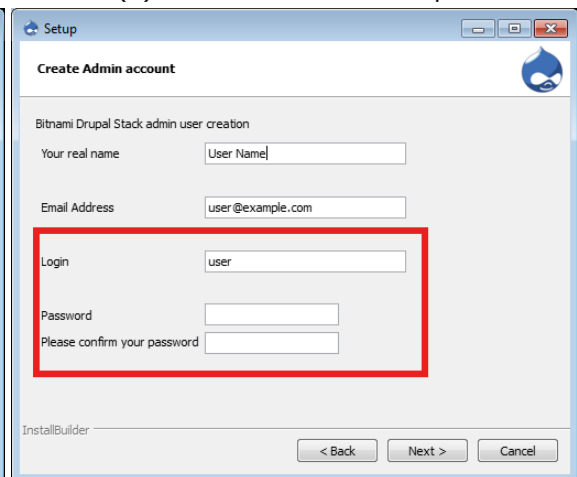 Setup
Create Admin account
Bitnami Drupal Stack admin user creation
Your real name User Name
Email Address user@example.com
Login user
Password
Please confirm your password
InstallBuilder
< Back Next > Cancel